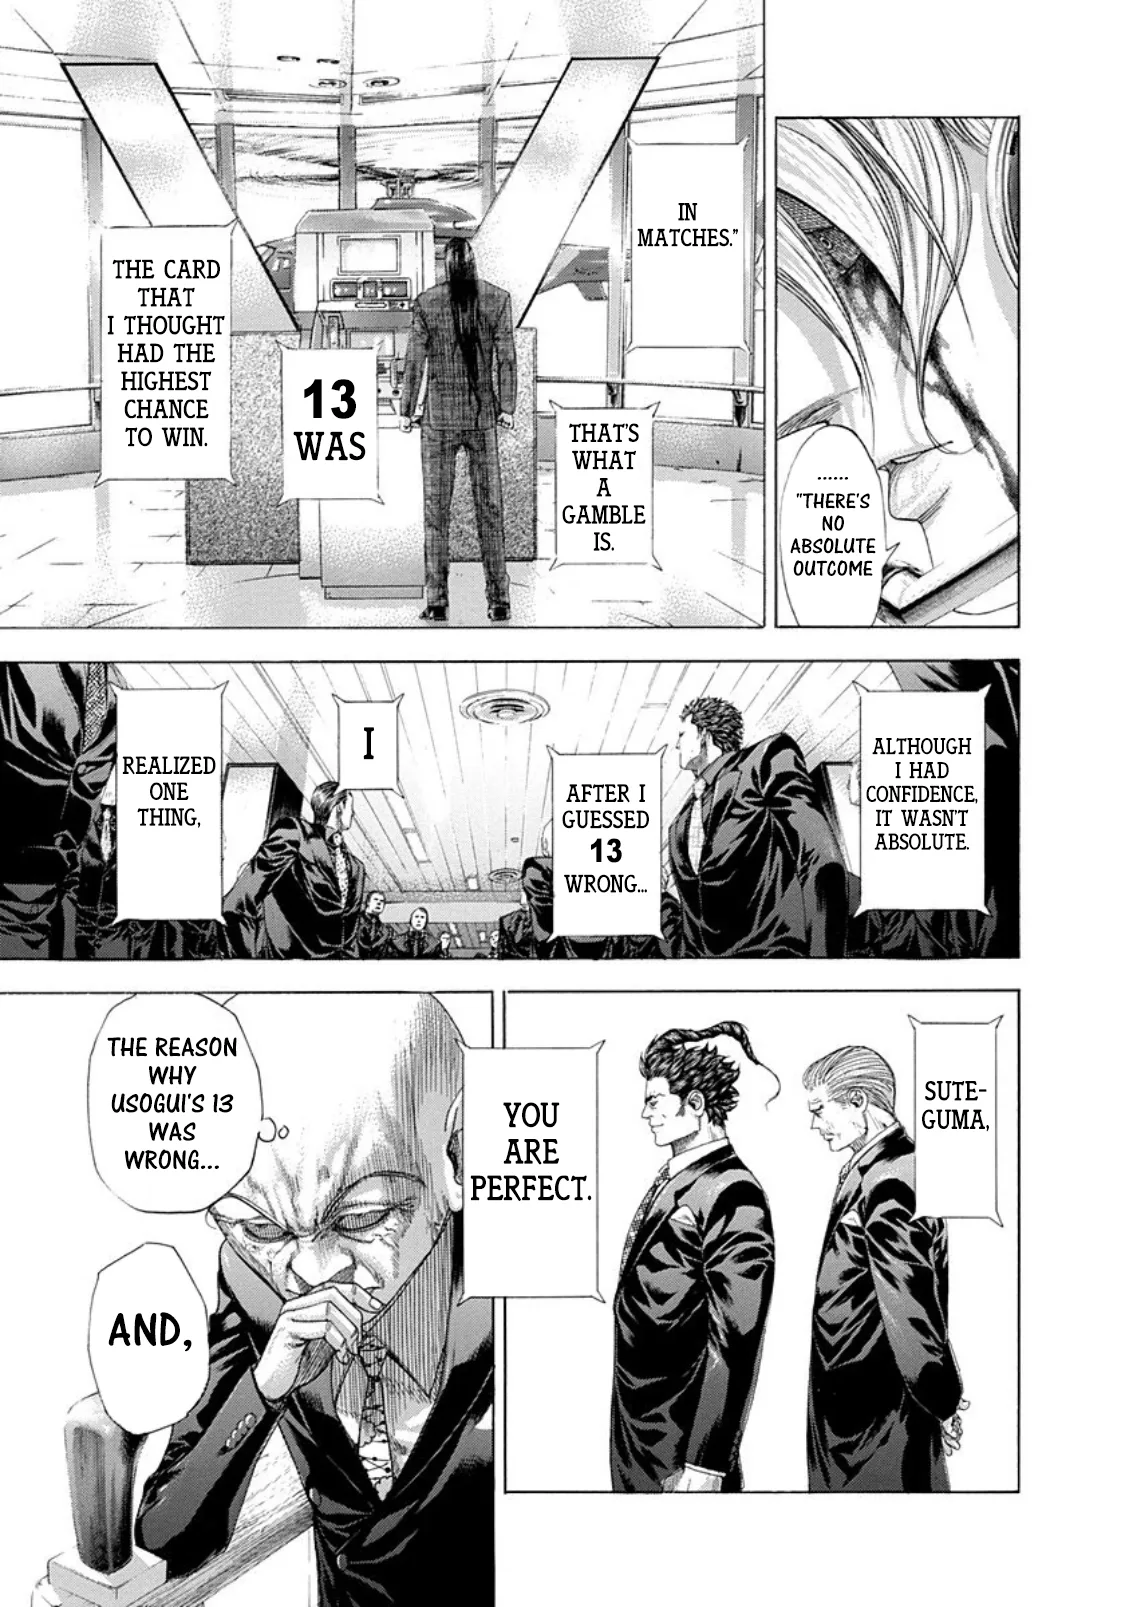 ......
"THERE'S
NO
ABSOLUTE
OUTCOME
IN
MATCHES."
THAT'S
WHAT
A
GAMBLE
IS.
13
WAS
THE CARD
THAT
I THOUGHT
HAD THE
HIGHEST
CHANCE
TO WIN.
ALTHOUGH
I HAD
CONFIDENCE,
IT WASN'T
ABSOLUTE.
AFTER I
GUESSED
13
WRONG...
I
REALIZED
ONE
THING,
SUTE-
GUMA,
YOU
ARE
PERFECT.
THE REASON
WHY
USOGUI'S 13
WAS
WRONG...
AND,